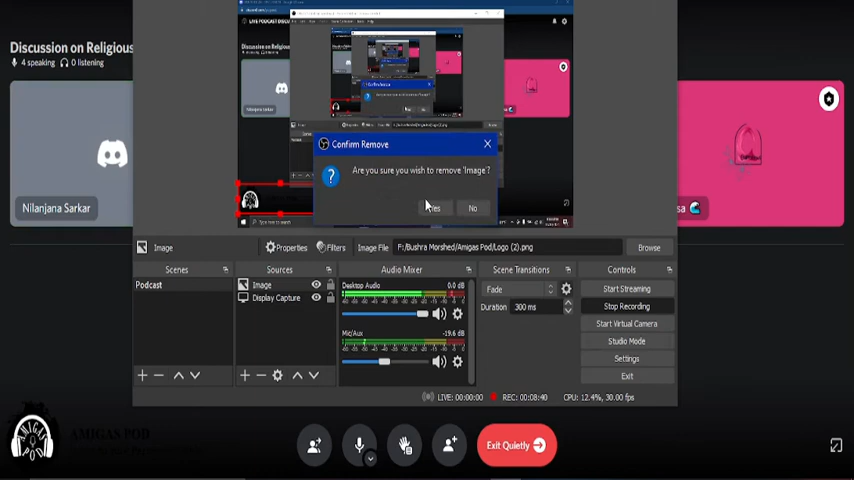 Discussion on Religious
4 speaking 0 listening
LIVE PODCAST DISC
Nilanjana Sarkar
Confirm Remove
Are you sure you wish to remove 'Image'?
Yes
No
Image
Properties
Filters
Image File
F:/Bushra Morshed/Amigas Pod/Logo (2).png
Browse
Scenes
Sources
Audio Mixer
Scene Transitions
Controls
Podcast
Image
Display Capture
Desktop Audio
0.0 dB
Mic/Aux
-19.6 dB
Fade
Duration
300 ms
Start Streaming
Stop Recording
Start Virtual Camera
Studio Mode
Settings
Exit
LIVE: 00:00:00
REC: 00:08:40
CPU: 12.4%, 30.00 fps
AMIGAS POD
Exit Quietly